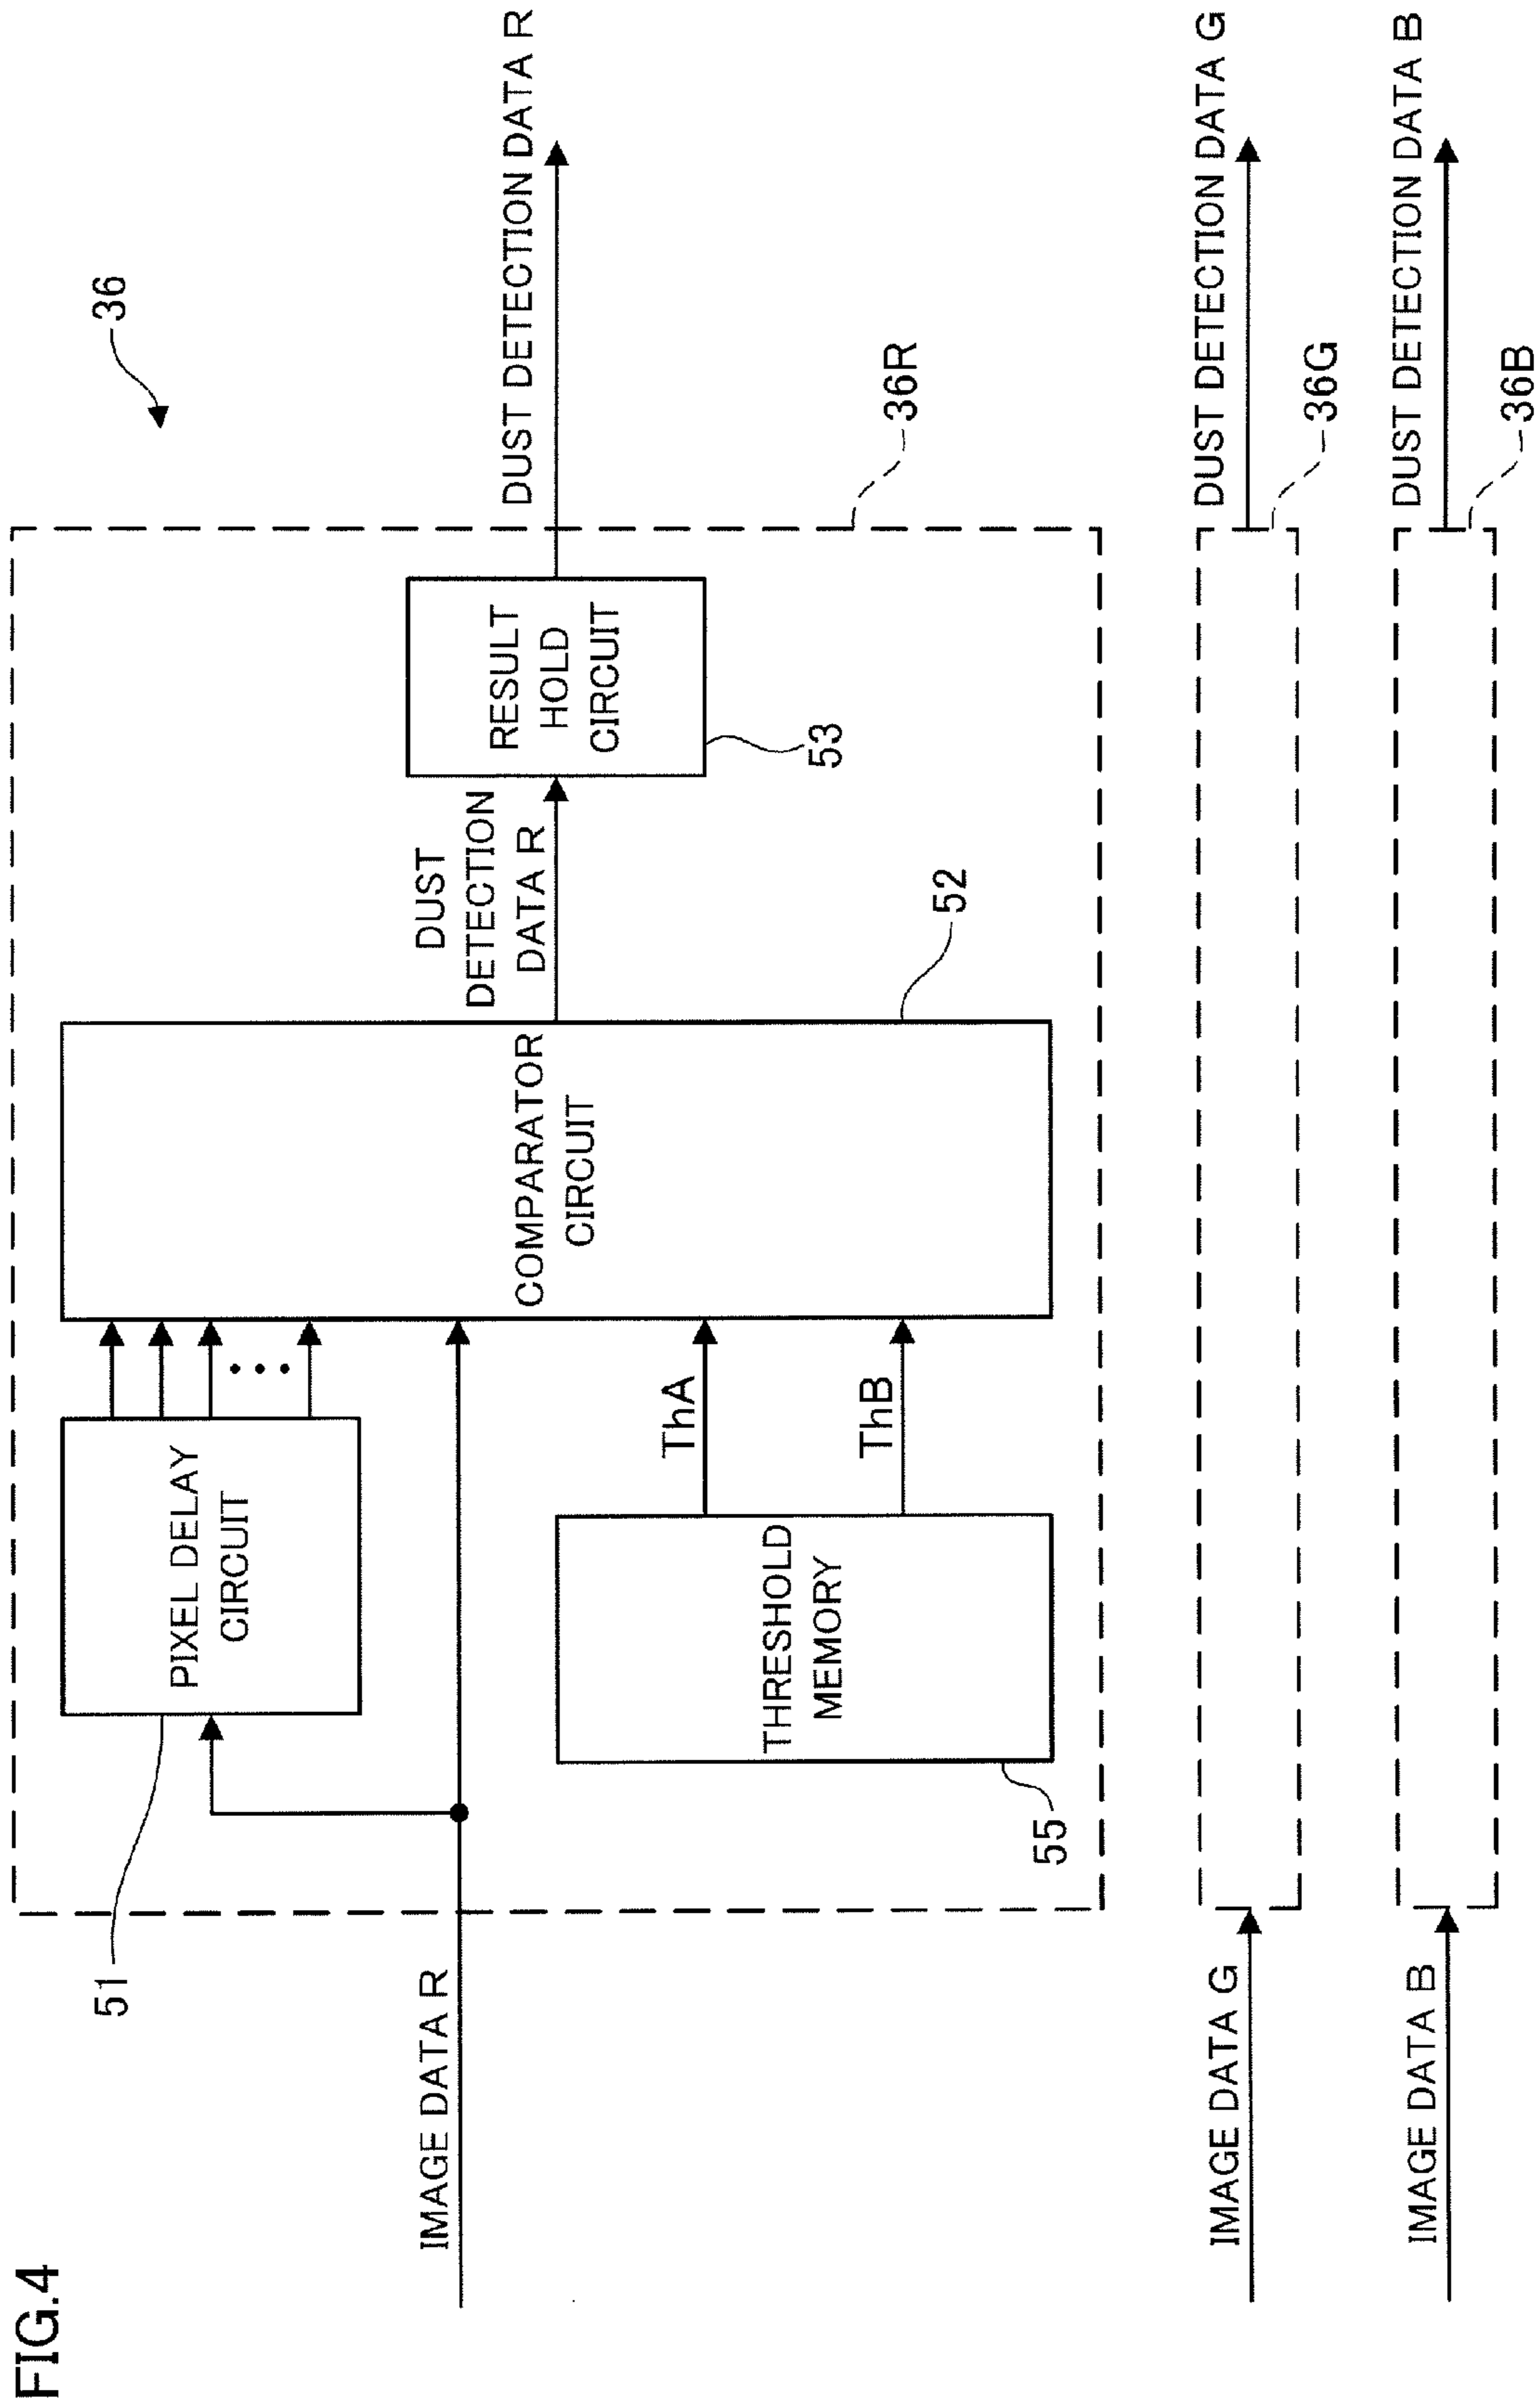 FIG.4
36
36R
PIXEL DELAY
CIRCUIT
51
COMPARATOR
CIRCUIT
52
DUST
DETECTION
DATA R
RESULT
HOLD
CIRCUIT
53
DUST DETECTION DATA R
IMAGE DATA R
ThA
ThB
THRESHOLD
MEMORY
55
IMAGE DATA G
DUST DETECTION DATA G
36G
IMAGE DATA B
DUST DETECTION DATA B
36B